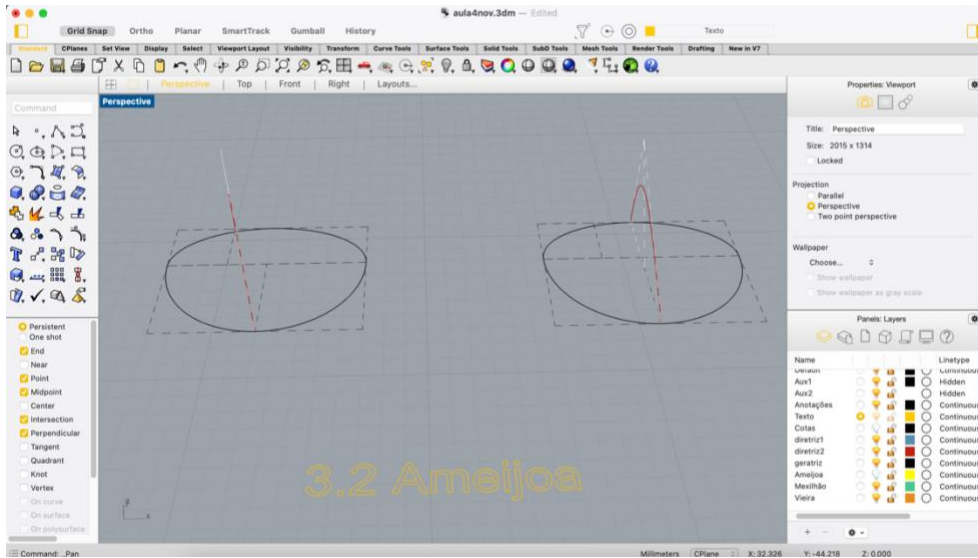 aula4nov.3dm — Edited
Grid Snap Ortho Planar SmartTrack Gumball History Texto
Standard CPlanes Set View Display Select Viewport Layout Visibility Transform Curve Tools Surface Tools Solid Tools SubD Tools Mesh Tools Render Tools Drafting New in V7
Perspective | Top | Front | Right | Layouts...
Command
Perspective
Persistent
One shot
End
Near
Point
Midpoint
Center
Intersection
Perpendicular
Tangent
Quadrant
Knot
Vertex
On curve
On surface
On polysurface
3.2 Ameijoa
y
x
Properties: Viewport
Title: Perspective
Size: 2015 x 1314
Locked
Projection
Parallel
Perspective
Two point perspective
Wallpaper
Choose...
Show wallpaper
Show wallpaper as gray scale
Panels: Layers
Name Linetype
Default Continuous
Aux1 Hidden
Aux2 Hidden
Anotações Continuous
Texto Continuous
Cotas Continuous
diretriz1 Continuous
diretriz2 Continuous
geratriz Continuous
Ameijoa Continuous
Mexilhão Continuous
Vieira Continuous
Command: _Pan Millimeters CPlane X: 32.326 Y: -44.218 Z: 0.000